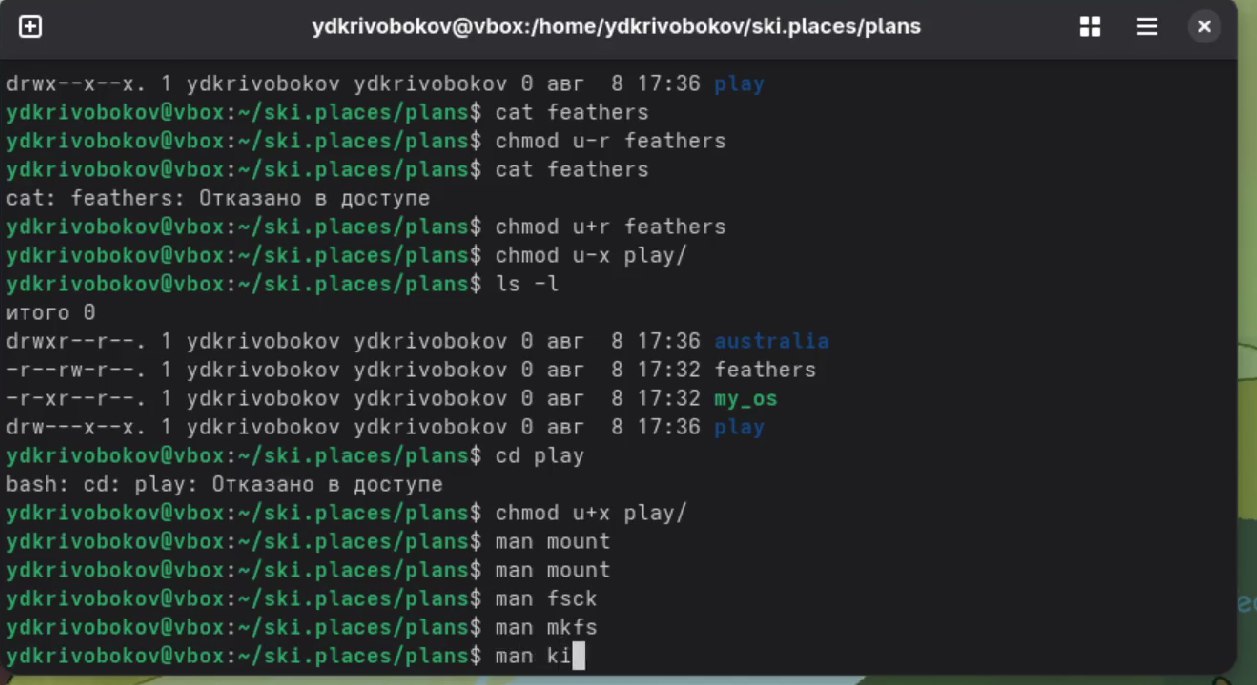 ydkrivobokov@vbox:/home/ydkrivobokov/ski.places/plans
drwx--x--x. 1 ydkrivobokov ydkrivobokov 0 авг  8 17:36 play
ydkrivobokov@vbox:~/ski.places/plans$ cat feathers
ydkrivobokov@vbox:~/ski.places/plans$ chmod u-r feathers
ydkrivobokov@vbox:~/ski.places/plans$ cat feathers
cat: feathers: Отказано в доступе
ydkrivobokov@vbox:~/ski.places/plans$ chmod u+r feathers
ydkrivobokov@vbox:~/ski.places/plans$ chmod u-x play/
ydkrivobokov@vbox:~/ski.places/plans$ ls -l
итого 0
drwxr--r--. 1 ydkrivobokov ydkrivobokov 0 авг  8 17:36 australia
-r--rw-r--. 1 ydkrivobokov ydkrivobokov 0 авг  8 17:32 feathers
-r-xr--r--. 1 ydkrivobokov ydkrivobokov 0 авг  8 17:32 my_os
drw---x--x. 1 ydkrivobokov ydkrivobokov 0 авг  8 17:36 play
ydkrivobokov@vbox:~/ski.places/plans$ cd play
bash: cd: play: Отказано в доступе
ydkrivobokov@vbox:~/ski.places/plans$ chmod u+x play/
ydkrivobokov@vbox:~/ski.places/plans$ man mount
ydkrivobokov@vbox:~/ski.places/plans$ man mount
ydkrivobokov@vbox:~/ski.places/plans$ man fsck
ydkrivobokov@vbox:~/ski.places/plans$ man mkfs
ydkrivobokov@vbox:~/ski.places/plans$ man ki